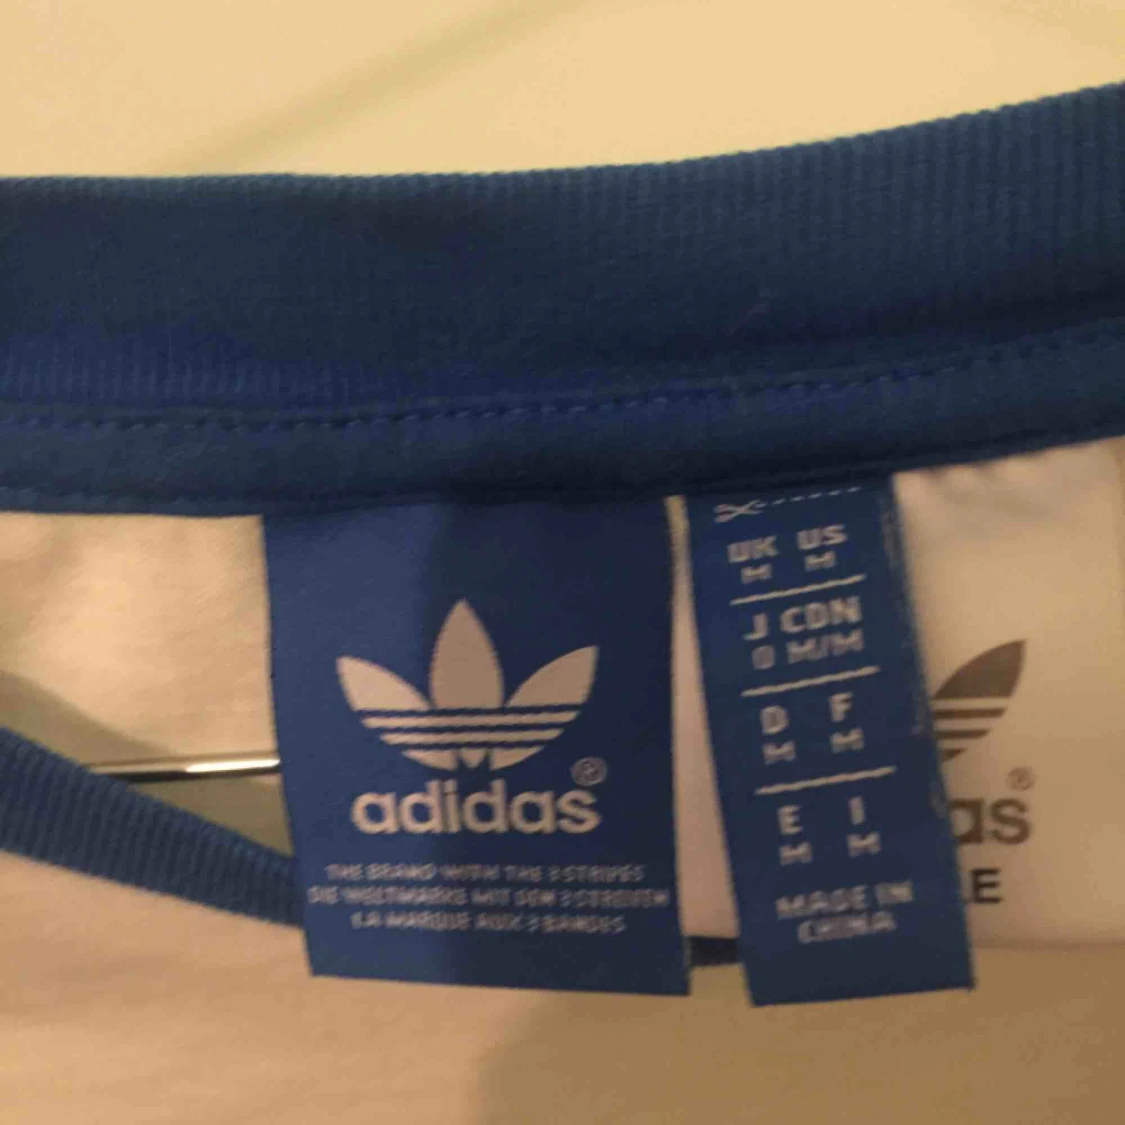 adidas®
THE BRAND WITH THE 3 STRIPES
DIE WELTMARKE MIT DEN 3 STREIFEN
LA MARQUE AUX 3 BANDES
UK US
M M
J CDN
O M/M
D F
M M
E I
M M
MADE IN
CHINA
®
as
LE